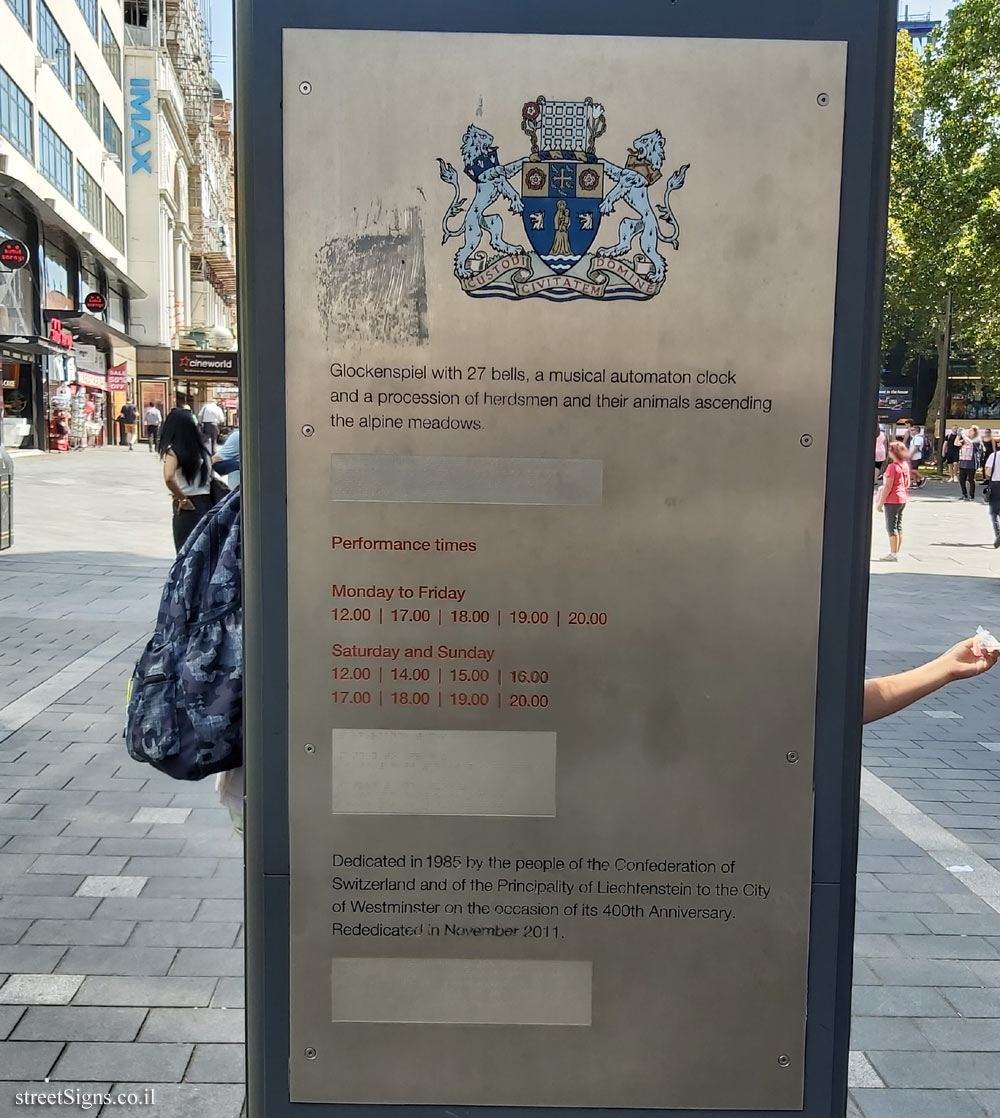 IMAX
cineworld
SALE
50%
OFF
CUSTODI
CIVITATEM
DOMINE
Glockenspiel with 27 bells, a musical automaton clock
and a procession of herdsmen and their animals ascending
the alpine meadows.
Performance times
Monday to Friday
12.00 | 17.00 | 18.00 | 19.00 | 20.00
Saturday and Sunday
12.00 | 14.00 | 15.00 | 16.00
17.00 | 18.00 | 19.00 | 20.00
Dedicated in 1985 by the people of the Confederation of
Switzerland and of the Principality of Liechtenstein to the City
of Westminster on the occasion of its 400th Anniversary.
Rededicated in November 2011.
streetSigns.co.il